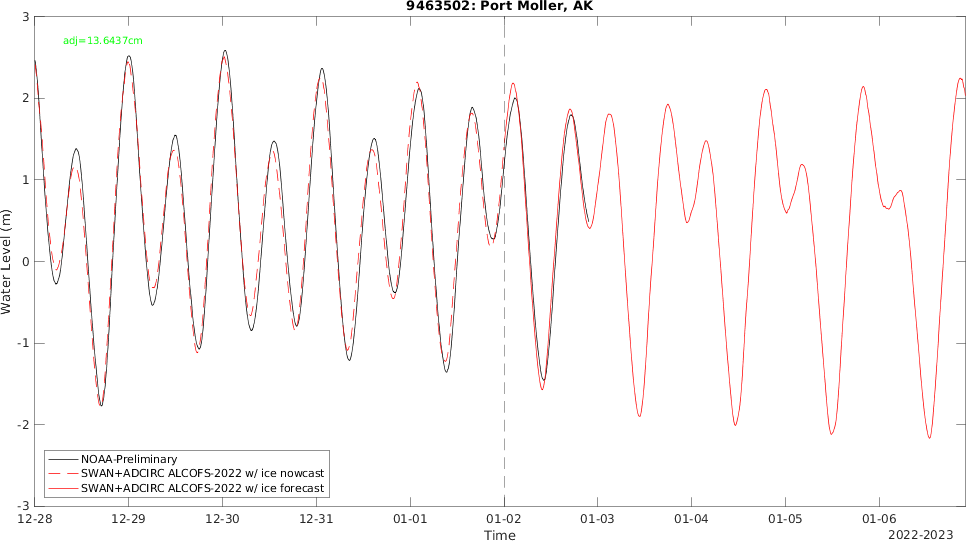 9463502: Port Moller, AK
adj=13.6437cm
3
2
1
0
-1
-2
-3
Water Level (m)
NOAA-Preliminary
SWAN+ADCIRC ALCOFS-2022 w/ ice nowcast
SWAN+ADCIRC ALCOFS-2022 w/ ice forecast
12-28 12-29 12-30 12-31 01-01 01-02 01-03 01-04 01-05 01-06
Time
2022-2023